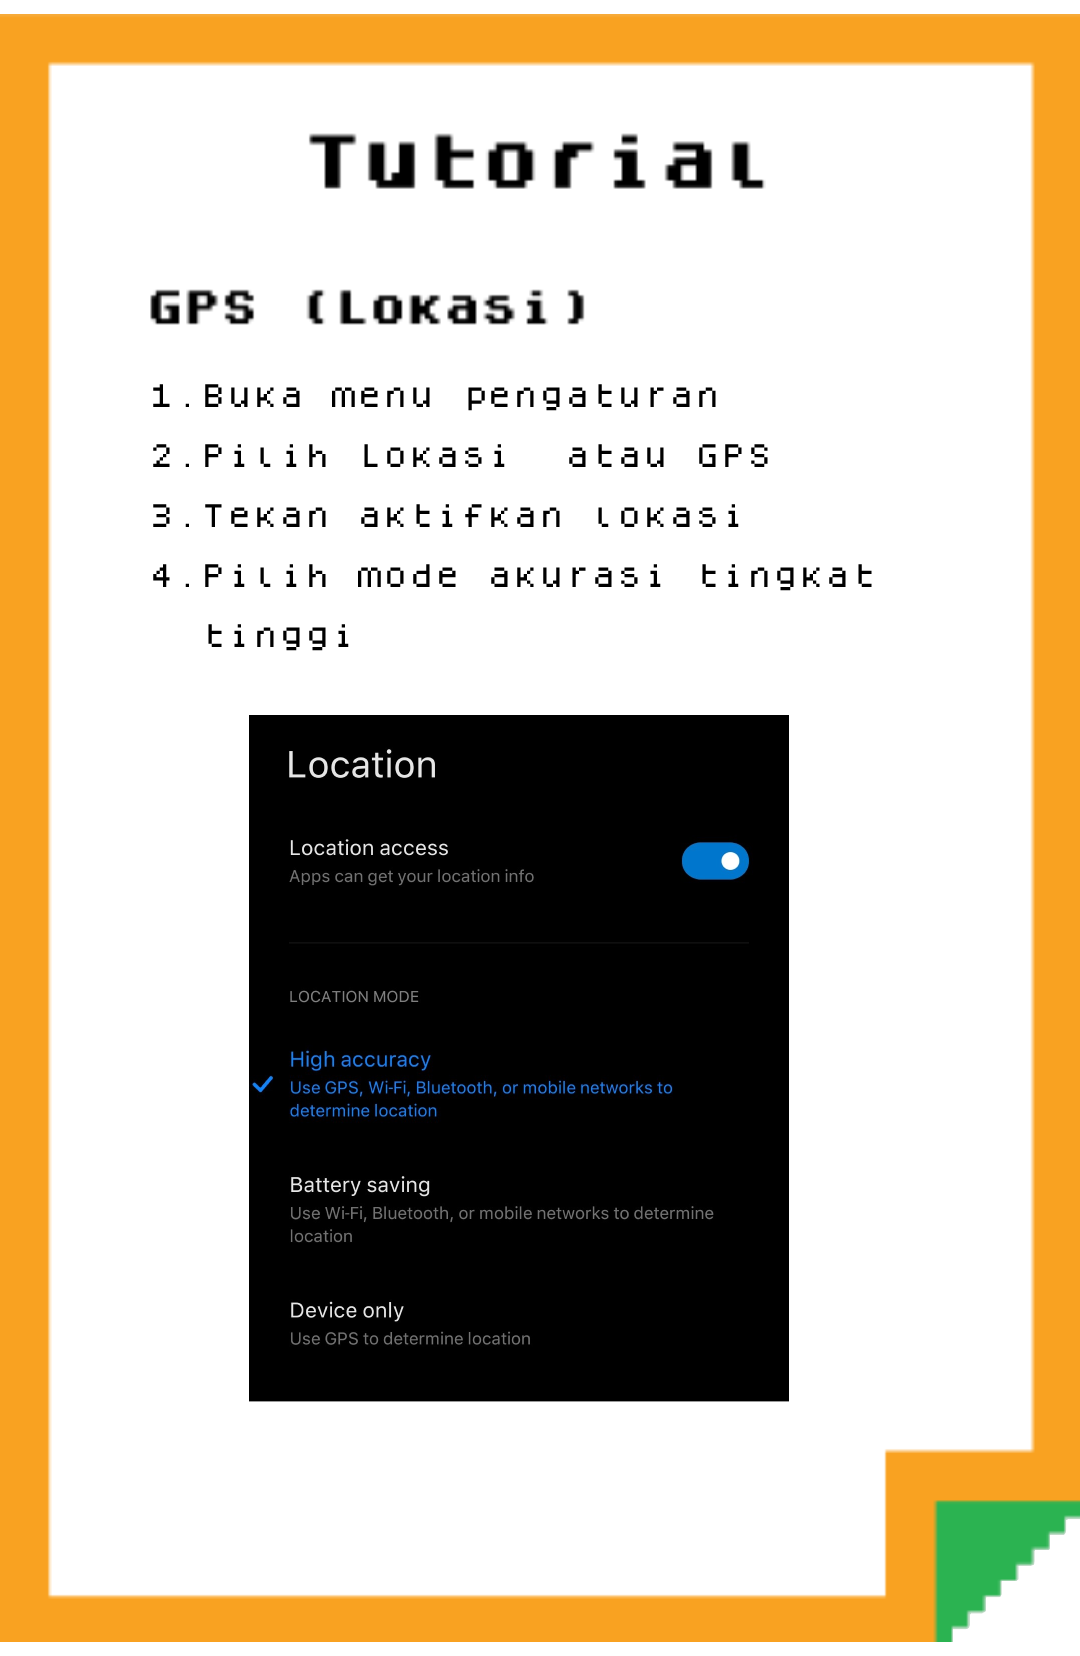 Tutorial
GPS (Lokasi)
1.Buka menu pengaturan
2.Pilih Lokasi atau GPS
3.Tekan aktifkan lokasi
4.Pilih mode akurasi tingkat
tinggi
Location
Location access
Apps can get your location info
LOCATION MODE
High accuracy
Use GPS, Wi-Fi, Bluetooth, or mobile networks to
determine location
Battery saving
Use Wi-Fi, Bluetooth, or mobile networks to determine
location
Device only
Use GPS to determine location